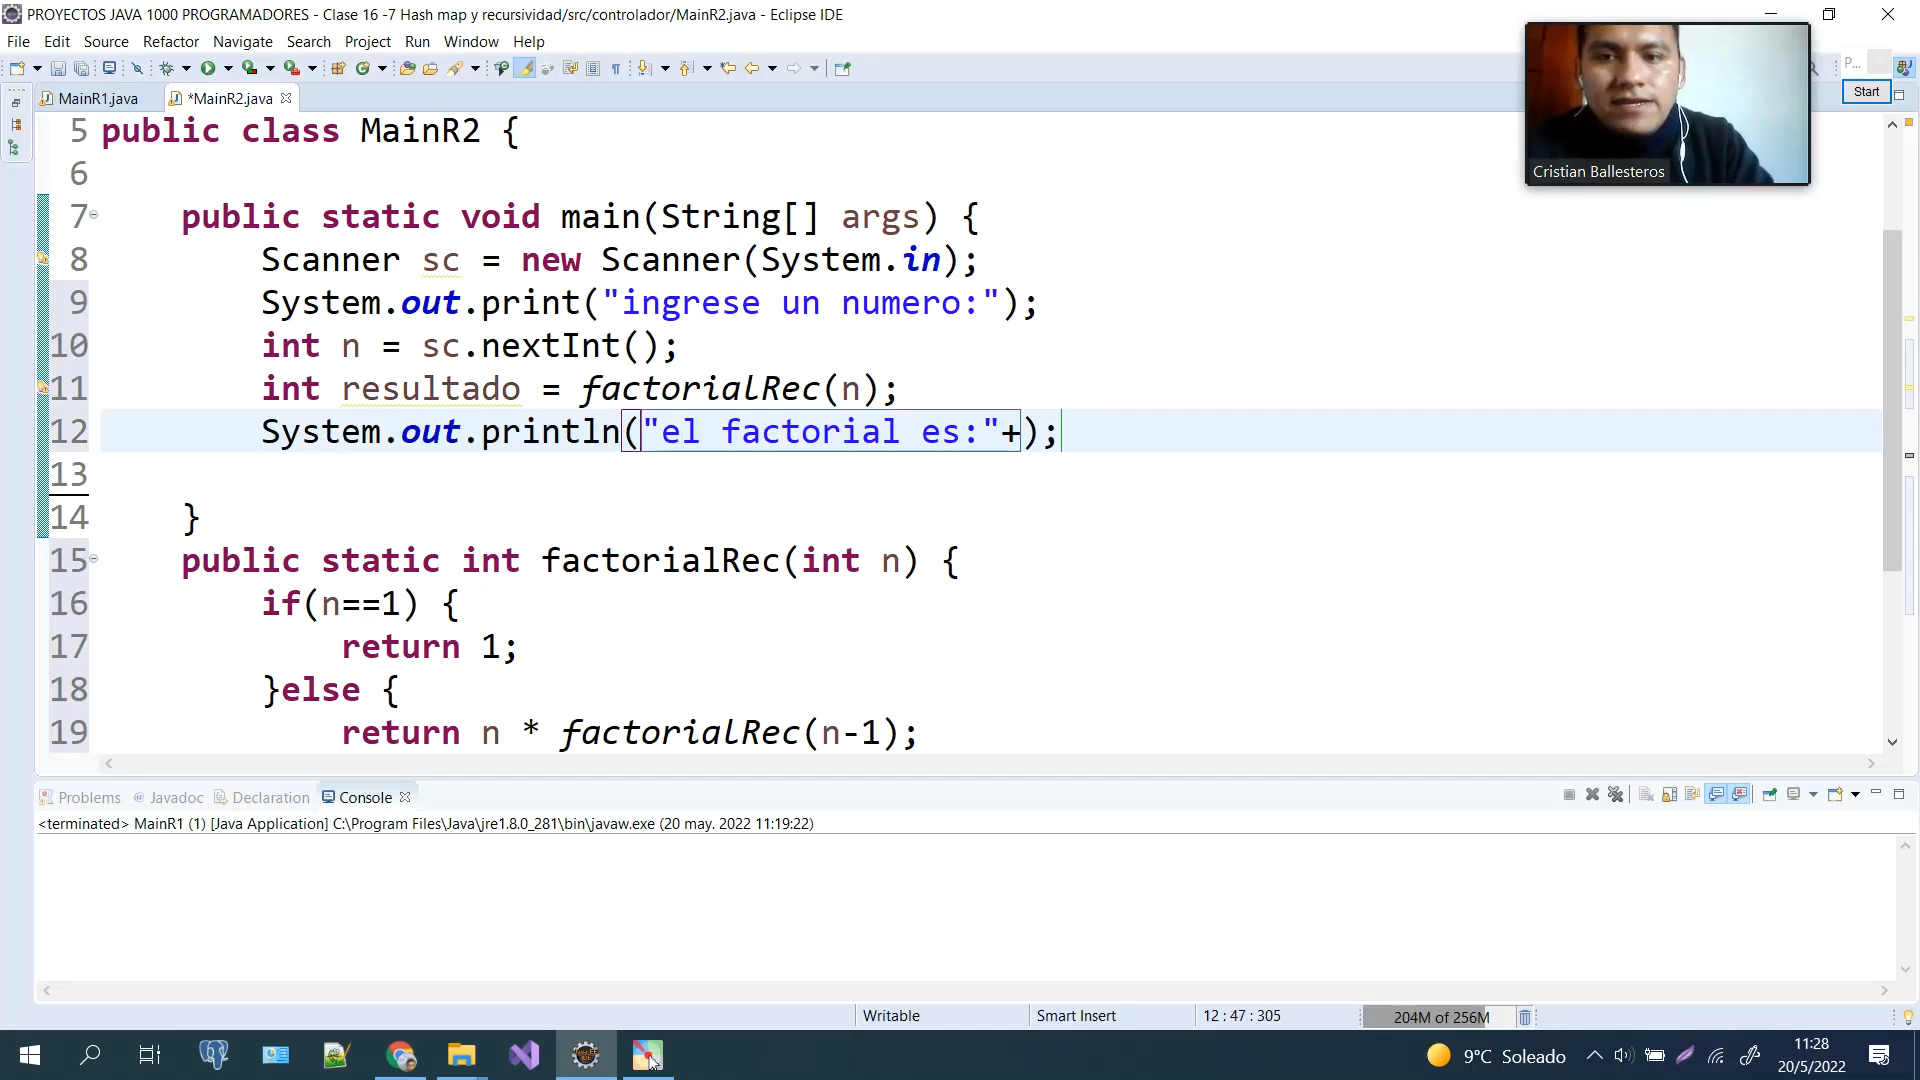 PROYECTOS JAVA 1000 PROGRAMADORES - Clase 16 -7 Hash map y recursividad/src/controlador/MainR2.java - Eclipse IDE
File Edit Source Refactor Navigate Search Project Run Window Help
P...
Start
MainR1.java *MainR2.java
Cristian Ballesteros
5 public class MainR2 {
6
7 public static void main(String[] args) {
8 Scanner sc = new Scanner(System.in);
9 System.out.print("ingrese un numero:");
10 int n = sc.nextInt();
11 int resultado = factorialRec(n);
12 System.out.println("el factorial es:"+);
13
14 }
15 public static int factorialRec(int n) {
16 if(n==1) {
17 return 1;
18 }else {
19 return n * factorialRec(n-1);
Problems @ Javadoc Declaration Console
<terminated> MainR1 (1) [Java Application] C:\Program Files\Java\jre1.8.0_281\bin\javaw.exe (20 may. 2022 11:19:22)
Writable Smart Insert 12 : 47 : 305 204M of 256M
9°C Soleado
11:28
20/5/2022